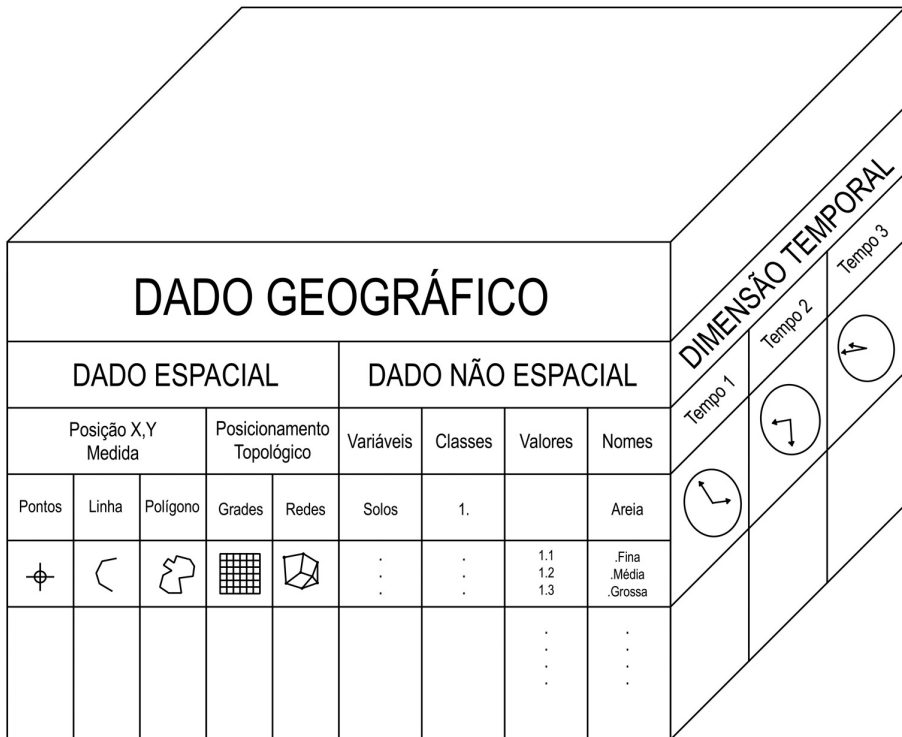 DADO GEOGRÁFICO
DIMENSÃO TEMPORAL
DADO ESPACIAL
DADO NÃO ESPACIAL
Tempo 1
Tempo 2
Tempo 3
Posição X,Y
Medida
Posicionamento
Topológico
Variáveis
Classes
Valores
Nomes
Pontos
Linha
Polígono
Grades
Redes
Solos
1.
Areia
1.1
1.2
1.3
.Fina
.Média
.Grossa